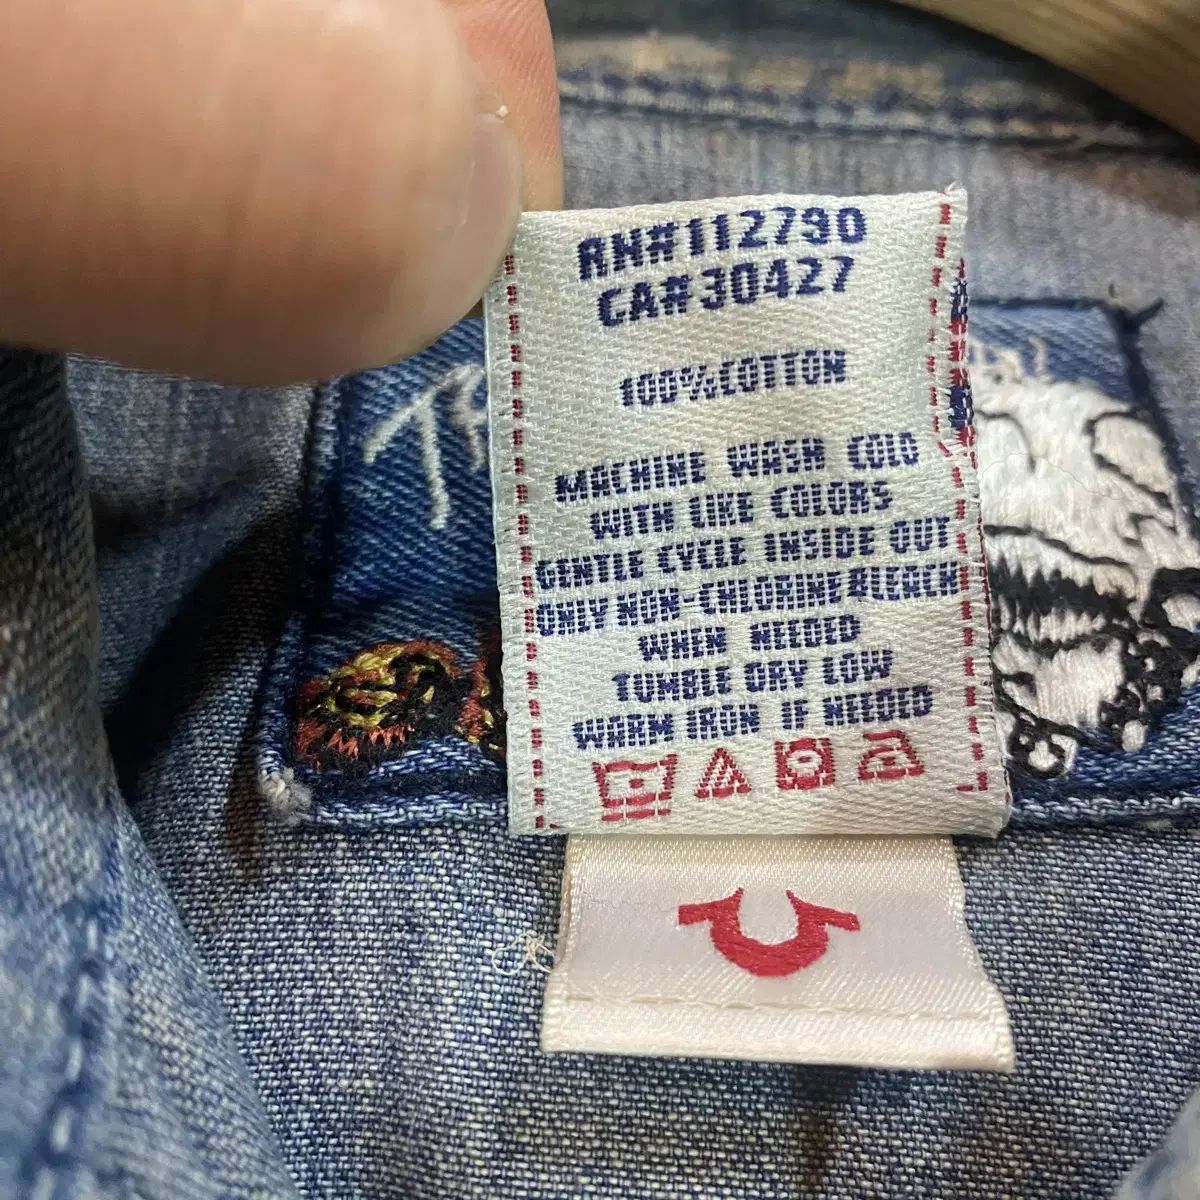 RN#112790
CA#30427
100%COTTON
MACHINE WASH COLD
WITH LIKE COLORS
GENTLE CYCLE INSIDE OUT
ONLY NON-CHLORINE BLEACH
WHEN NEEDED
TUMBLE DRY LOW
WARM IRON IF NEEDED